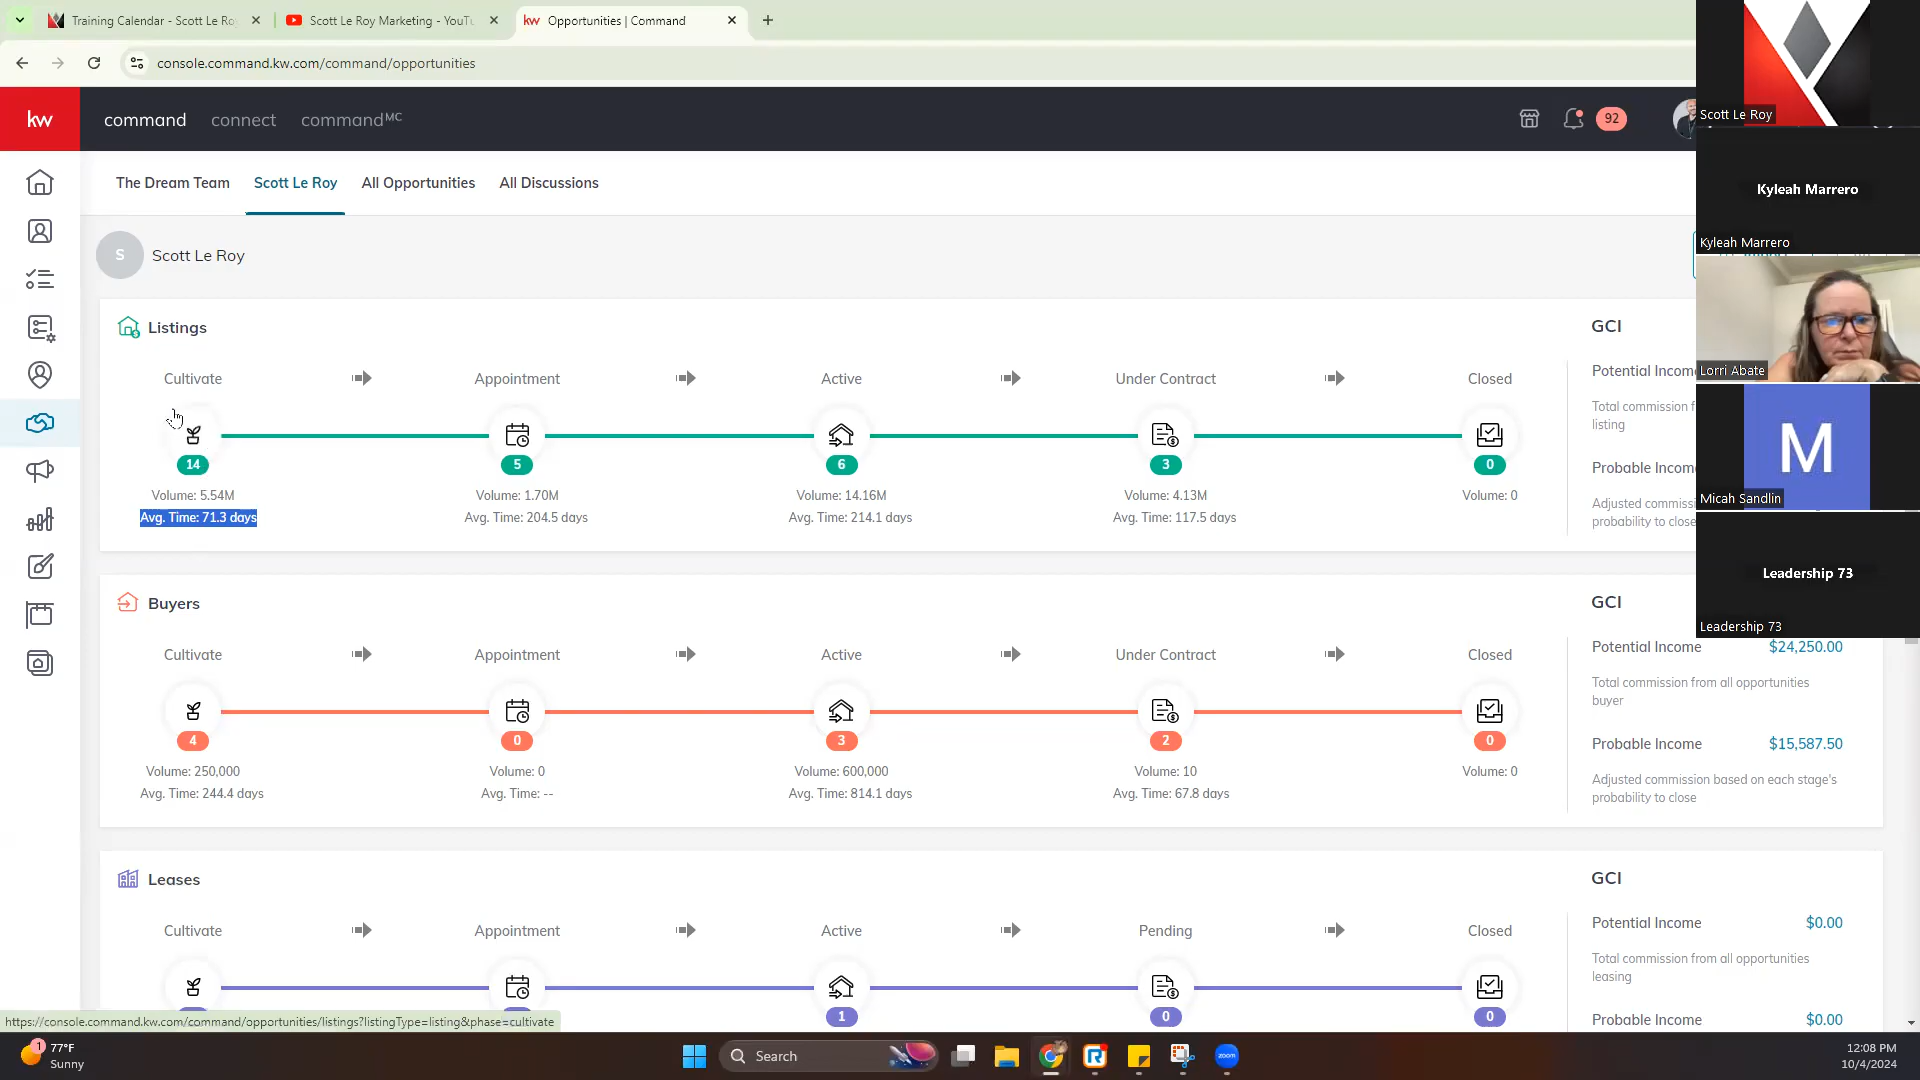 Training Calendar - Scott Le Ro
Scott Le Roy Marketing - YouTu
kw Opportunities | Command
console.command.kw.com/command/opportunities
kw
command
connect
commandMC
92
The Dream Team
Scott Le Roy
All Opportunities
All Discussions
S
Scott Le Roy
Listings
Cultivate
Appointment
Active
Under Contract
Closed
14
5
6
3
0
Volume: 5.54M
Volume: 1.70M
Volume: 14.16M
Volume: 4.13M
Volume: 0
Avg. Time: 71.3 days
Avg. Time: 204.5 days
Avg. Time: 214.1 days
Avg. Time: 117.5 days
GCI
Potential Incom
Total commission f
listing
Probable Incom
Adjusted commiss
probability to close
Buyers
Cultivate
Appointment
Active
Under Contract
Closed
4
0
3
2
0
Volume: 250,000
Volume: 0
Volume: 600,000
Volume: 10
Volume: 0
Avg. Time: 244.4 days
Avg. Time: --
Avg. Time: 814.1 days
Avg. Time: 67.8 days
GCI
Potential Income
$24,250.00
Total commission from all opportunities
buyer
Probable Income
$15,587.50
Adjusted commission based on each stage's
probability to close
Leases
Cultivate
Appointment
Active
Pending
Closed
1
0
0
GCI
Potential Income
$0.00
Total commission from all opportunities
leasing
Probable Income
$0.00
https://console.command.kw.com/command/opportunities/listings?listingType=listing&phase=cultivate
Scott Le Roy
Kyleah Marrero
Kyleah Marrero
Lorri Abate
M
Micah Sandlin
Leadership 73
Leadership 73
1
77°F
Sunny
Search
zoom
12:08 PM
10/4/2024